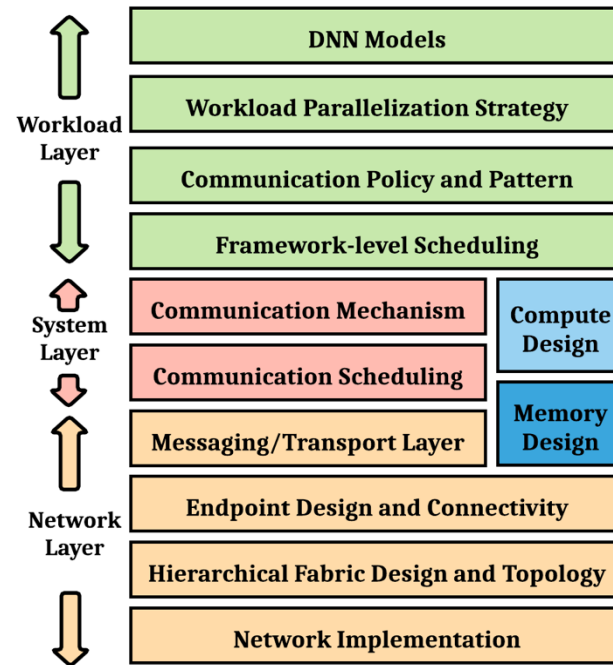 DNN Models
Workload Parallelization Strategy
Workload
Layer
Communication Policy and Pattern
Framework-level Scheduling
Communication Mechanism
System
Layer
Communication Scheduling
Compute
Design
Memory
Design
Messaging/Transport Layer
Endpoint Design and Connectivity
Network
Layer
Hierarchical Fabric Design and Topology
Network Implementation